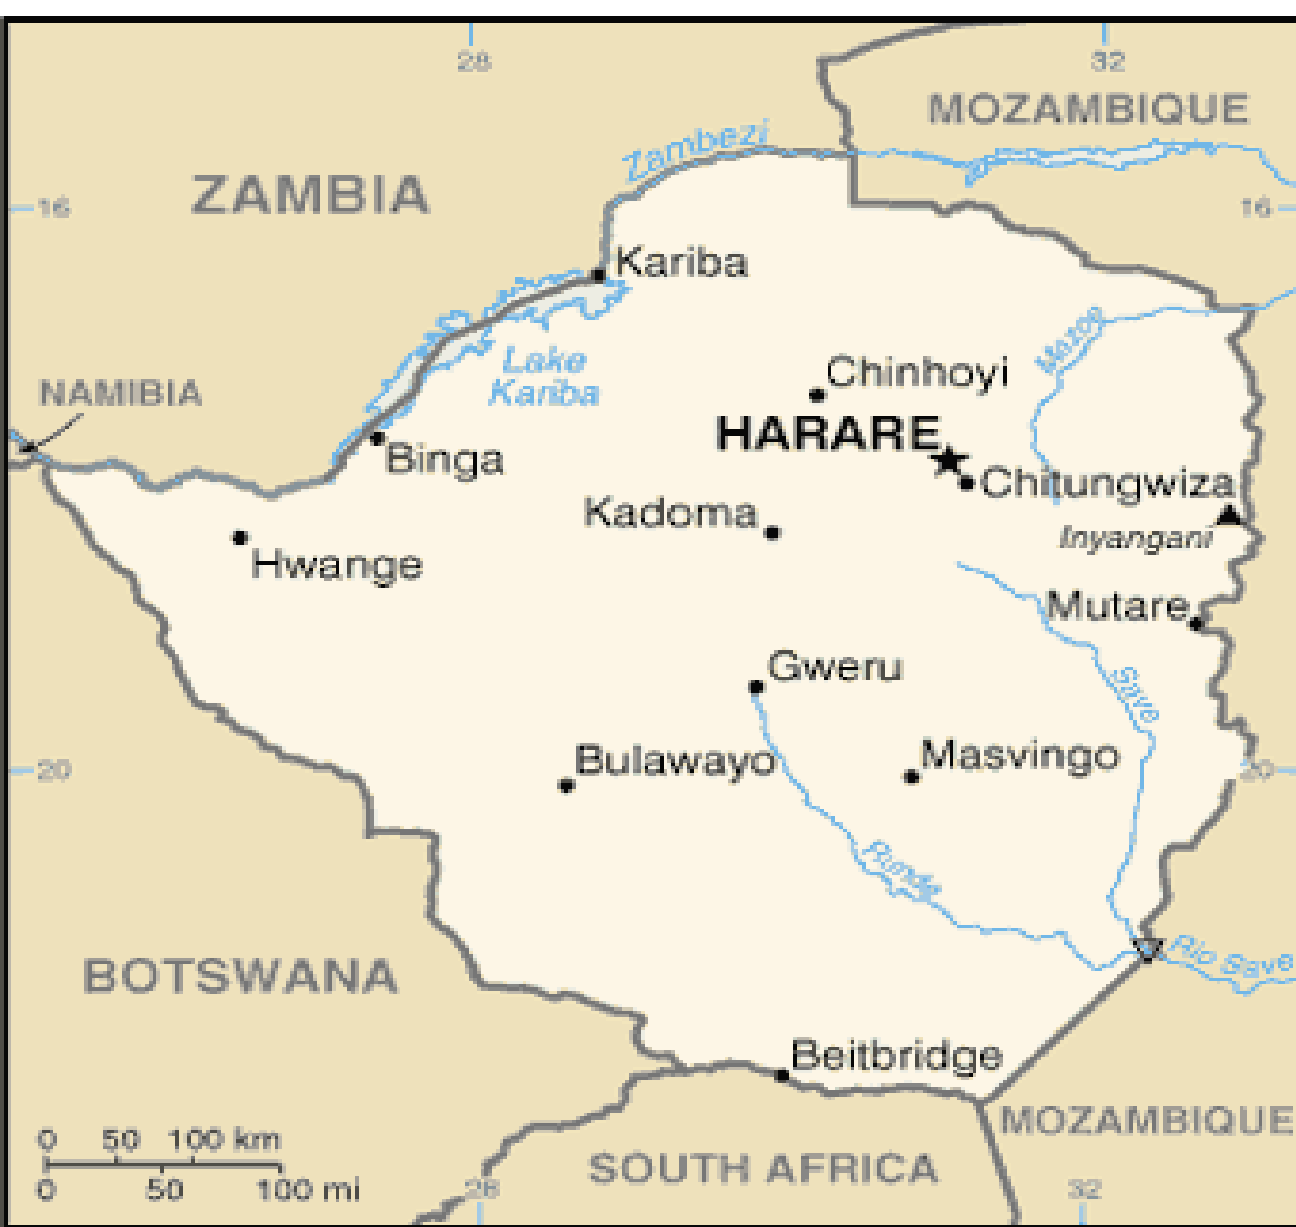 28
32
MOZAMBIQUE
Zambezi
ZAMBIA
16
16
Kariba
Mazoe
Lake
Kariba
Chinhoyi
NAMIBIA
HARARE
Binga
Chitungwiza
Kadoma
Inyangani
Hwange
Mutare
Gweru
Save
Bulawayo
Masvingo
20
20
Runde
Rio Save
BOTSWANA
Beitbridge
MOZAMBIQUE
0 50 100 km
SOUTH AFRICA
0 50 100 mi
28
32